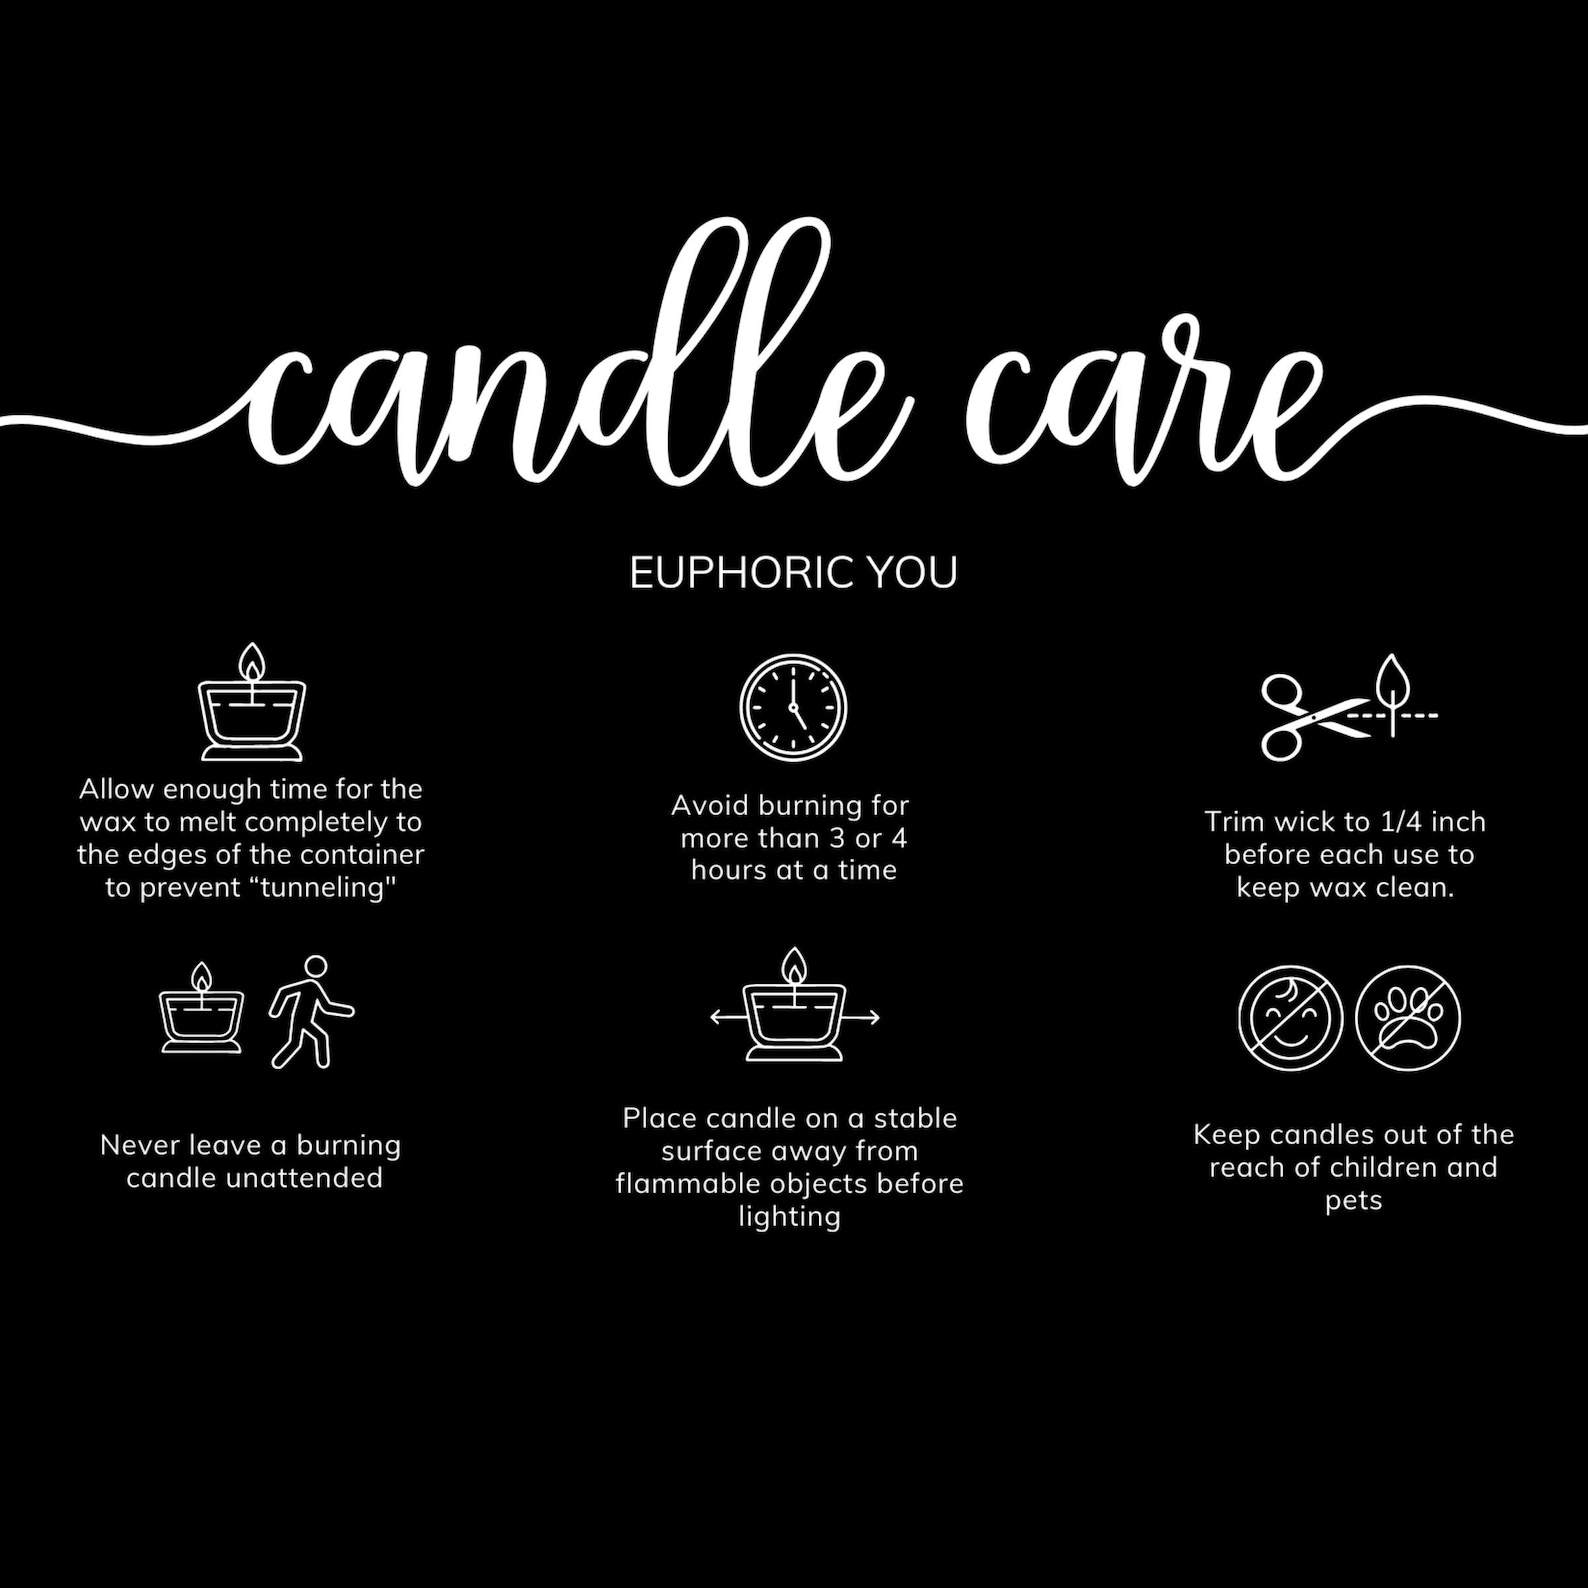 candle care
EUPHORIC YOU
Allow enough time for the
wax to melt completely to
the edges of the container
to prevent “tunneling"
Avoid burning for
more than 3 or 4
hours at a time
Trim wick to 1/4 inch
before each use to
keep wax clean.
Never leave a burning
candle unattended
Place candle on a stable
surface away from
flammable objects before
lighting
Keep candles out of the
reach of children and
pets